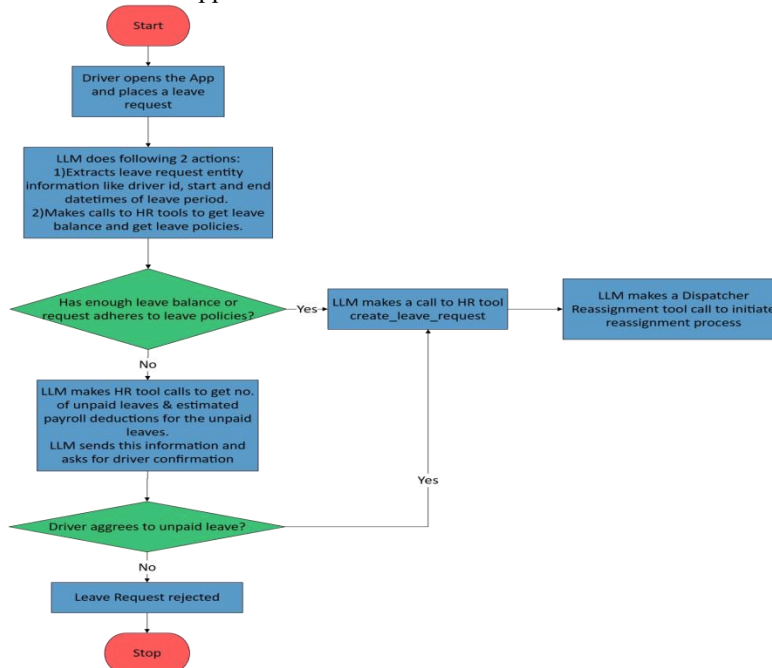 Start
Driver opens the App
and places a leave
request
LLM does following 2 actions:
1)Extracts leave request entity
information like driver id, start and end
datetimes of leave period.
2)Makes calls to HR tools to get leave
balance and get leave policies.
Has enough leave balance or
request adheres to leave policies?
Yes
LLM makes a call to HR tool
create_leave_request
LLM makes a Dispatcher
Reassignment tool call to initiate
reassignment process
No
LLM makes HR tool calls to get no.
of unpaid leaves & estimated
payroll deductions for the unpaid
leaves.
LLM sends this information and
asks for driver confirmation
Yes
Driver aggrees to unpaid leave?
No
Leave Request rejected
Stop